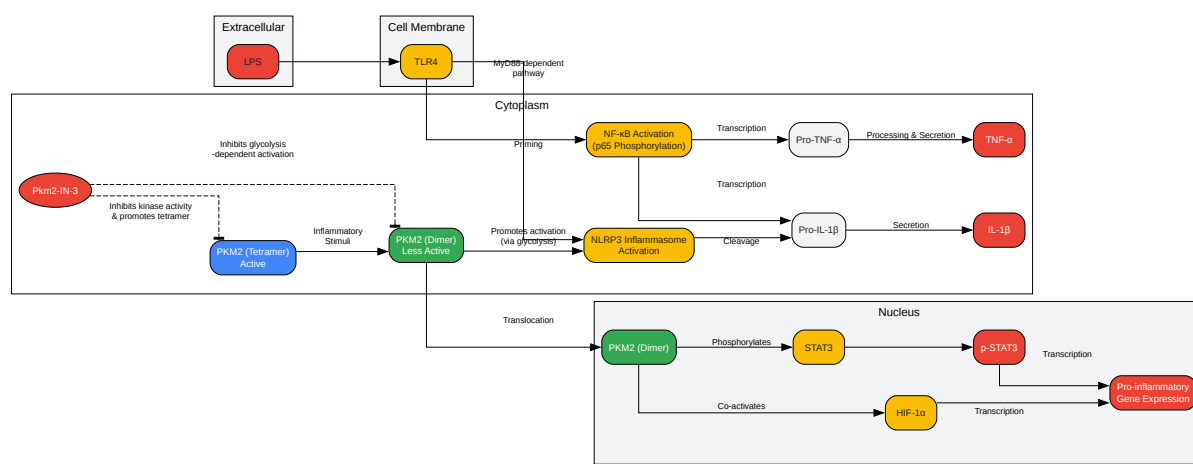 Extracellular
LPS
Cell Membrane
TLR4
MyD88-dependent
pathway
Cytoplasm
Priming
NF-κB Activation
(p65 Phosphorylation)
Transcription
Pro-TNF-α
Processing & Secretion
TNF-α
Inhibits glycolysis
-dependent activation
Pkm2-IN-3
Inhibits kinase activity
& promotes tetramer
Transcription
PKM2 (Tetramer)
Active
Inflammatory
Stimuli
PKM2 (Dimer)
Less Active
Promotes activation
(via glycolysis)
NLRP3 Inflammasome
Activation
Cleavage
Pro-IL-1β
Secretion
IL-1β
Translocation
Nucleus
PKM2 (Dimer)
Phosphorylates
STAT3
p-STAT3
Transcription
Co-activates
HIF-1α
Transcription
Pro-inflammatory
Gene Expression